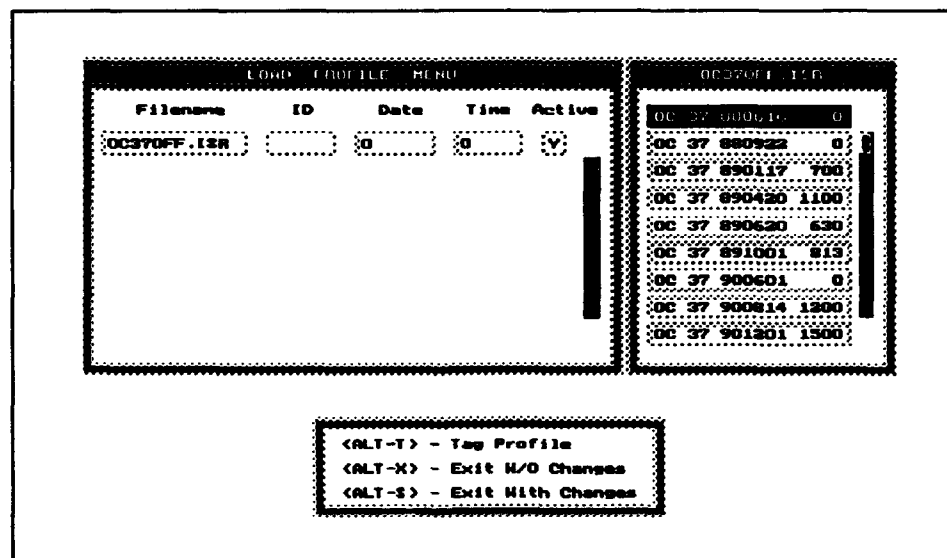 LOAD PROFILE MENU
Filename ID Date Time Active
OC370FF.ISR 0 0 Y
OC370FF.ISR
OC 37 880616 0
OC 37 880922 0
OC 37 890117 700
OC 37 890420 1100
OC 37 890620 630
OC 37 891001 813
OC 37 900601 0
OC 37 900814 1200
OC 37 901201 1500
<ALT-T> - Tag Profile
<ALT-X> - Exit W/O Changes
<ALT-S> - Exit With Changes